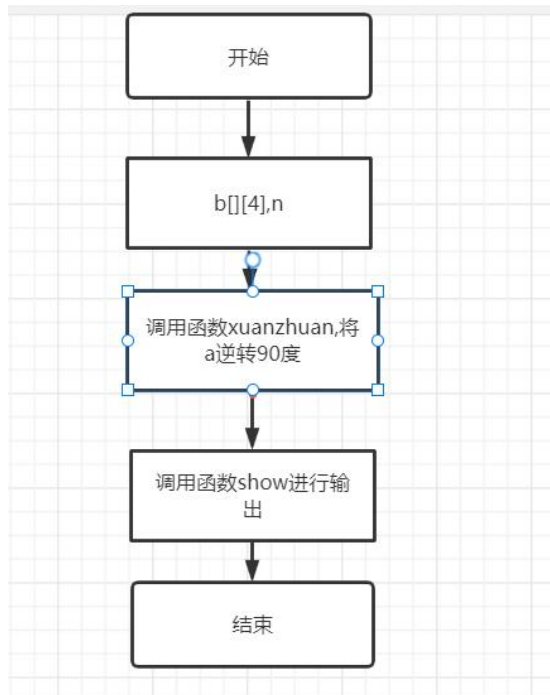 开始
b[][4],n
调用函数xuanzhuan,将
a逆转90度
调用函数show进行输
出
结束